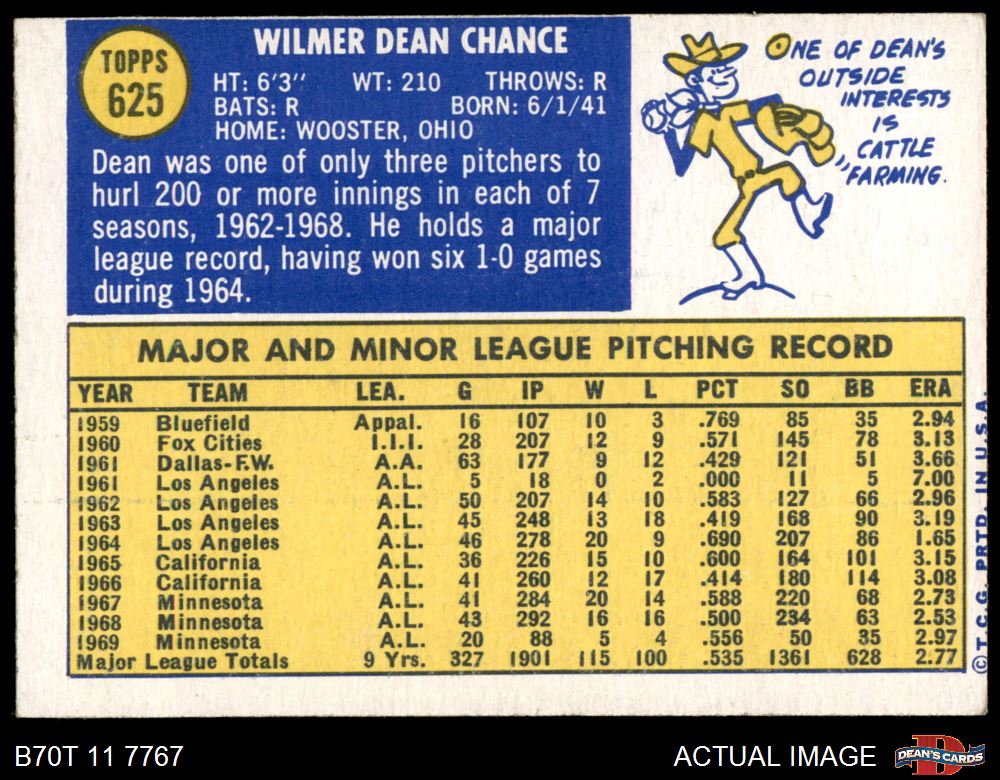 TOPPS
625
WILMER DEAN CHANCE
HT: 6'3" WT: 210 THROWS: R
BATS: R BORN: 6/1/41
HOME: WOOSTER, OHIO
Dean was one of only three pitchers to
hurl 200 or more innings in each of 7
seasons, 1962-1968. He holds a major
league record, having won six 1-0 games
during 1964.
ONE OF DEAN'S
OUTSIDE
INTERESTS
IS
CATTLE
FARMING.
MAJOR AND MINOR LEAGUE PITCHING RECORD
YEAR TEAM LEA. G IP W L PCT SO BB ERA
1959 Bluefield Appal. 16 107 10 3 .769 85 35 2.94
1960 Fox Cities I.I.I. 28 207 12 9 .571 145 78 3.13
1961 Dallas-F.W. A.A. 63 177 9 12 .429 121 51 3.66
1961 Los Angeles A.L. 5 18 0 2 .000 11 5 7.00
1962 Los Angeles A.L. 50 207 14 10 .583 127 66 2.96
1963 Los Angeles A.L. 45 248 13 18 .419 168 90 3.19
1964 Los Angeles A.L. 46 278 20 9 .690 207 86 1.65
1965 California A.L. 36 226 15 10 .600 164 101 3.15
1966 California A.L. 41 260 12 17 .414 180 114 3.08
1967 Minnesota A.L. 41 284 20 14 .588 220 68 2.73
1968 Minnesota A.L. 43 292 16 16 .500 234 63 2.53
1969 Minnesota A.L. 20 88 5 4 .556 50 35 2.97
Major League Totals 9 Yrs. 327 1901 115 100 .535 1361 628 2.77
© T.C.G. PRTD. IN U.S.A.
B70T 11 7767
ACTUAL IMAGE
DEAN'S CARDS